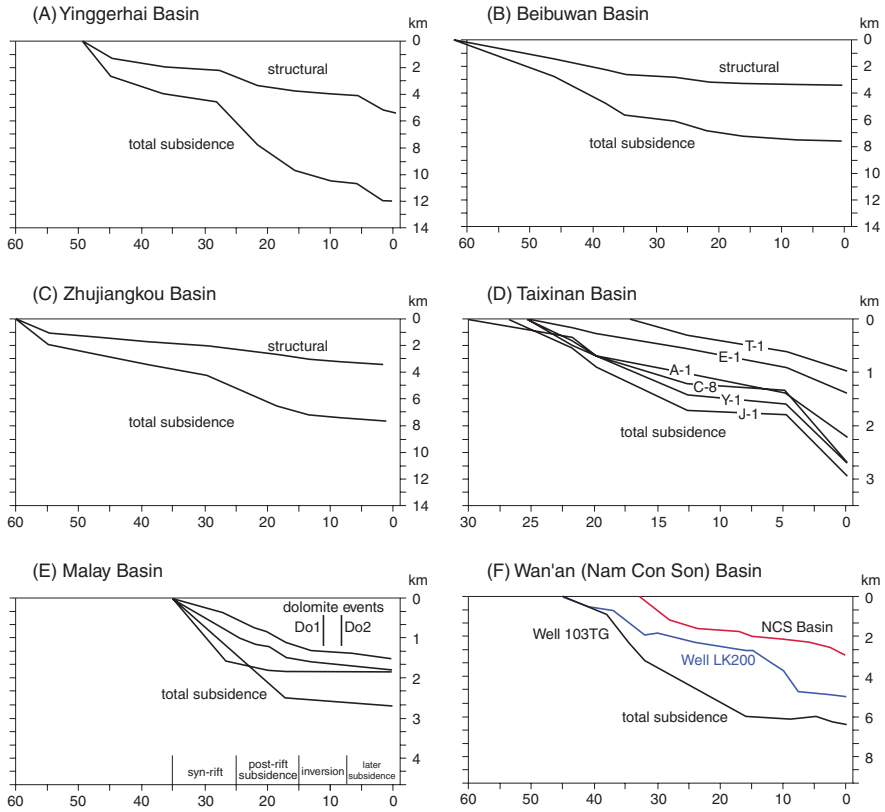 (A) Yinggerhai Basin
km
0
2
4
6
8
10
12
14
structural
total subsidence
60 50 40 30 20 10 0
(B) Beibuwan Basin
km
0
2
4
6
8
10
12
14
structural
total subsidence
60 50 40 30 20 10 0
(C) Zhujiangkou Basin
km
0
2
4
6
8
10
12
14
structural
total subsidence
60 50 40 30 20 10 0
(D) Taixinan Basin
km
0
1
2
3
T-1
E-1
A-1
C-8
Y-1
J-1
total subsidence
30 25 20 15 10 5 0
(E) Malay Basin
km
0
1
2
3
4
dolomite events
Do1 Do2
total subsidence
syn-rift
post-rift
subsidence
inversion
later
subsidence
60 50 40 30 20 10 0
(F) Wan'an (Nam Con Son) Basin
km
0
2
4
6
8
Well 103TG
NCS Basin
Well LK200
total subsidence
60 50 40 30 20 10 0